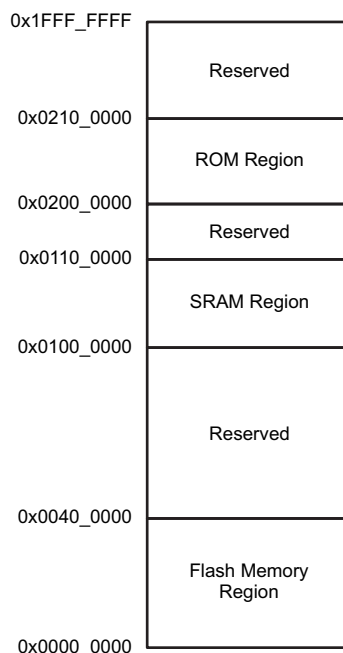 0x1FFF_FFFF
Reserved
0x0210_0000
ROM Region
0x0200_0000
Reserved
0x0110_0000
SRAM Region
0x0100_0000
Reserved
0x0040_0000
Flash Memory
Region
0x0000_0000